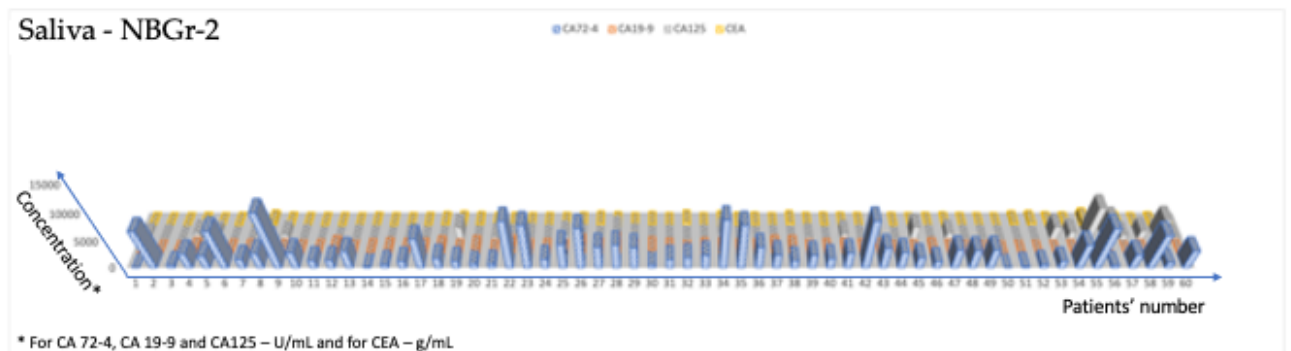 Saliva - NBGr-2
CA72-4 CA19-9 CA125 CEA
15000
10000
5000
0
Concentration*
1 2 3 4 5 6 7 8 9 10 11 12 13 14 15 16 17 18 19 20 21 22 23 24 25 26 27 28 29 30 31 32 33 34 35 36 37 38 39 40 41 42 43 44 45 46 47 48 49 50 51 52 53 54 55 56 57 58 59 60
Patients' number
* For CA 72-4, CA 19-9 and CA125 – U/mL and for CEA – g/mL